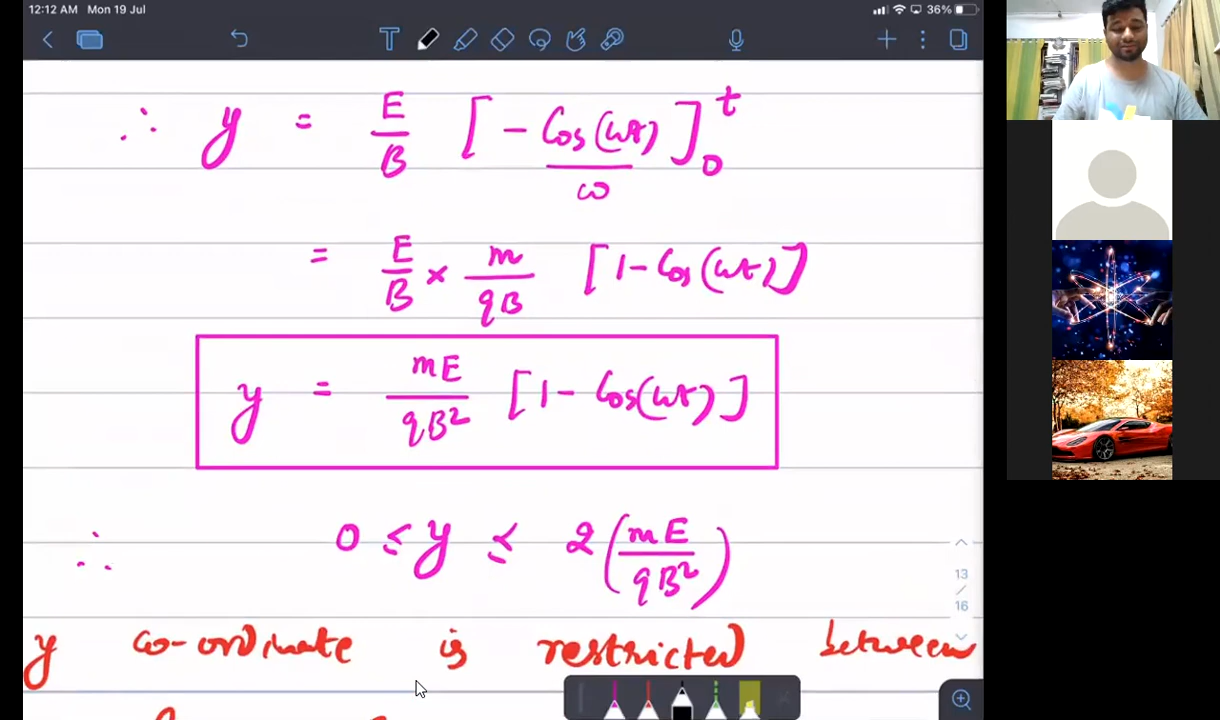 12:12 AM Mon 19 Jul 36%
T
∴ y = E/B [ - Cos(ωt)/ω ]₀ᵗ
= E/B × m/qB [1 - Cos(ωt)]
y = mE/qB² [1 - Cos(ωt)]
∴ 0 ≤ y ≤ 2(mE/qB²)
13
/
16
y co-ordinate is restricted between